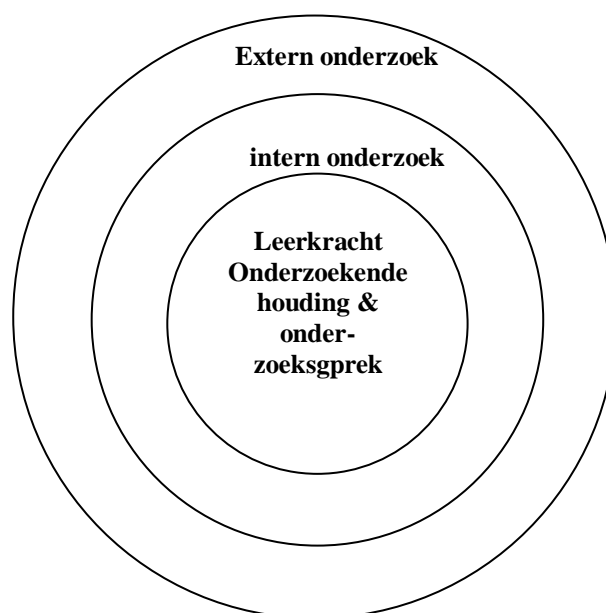 Extern onderzoek
intern onderzoek
Leerkracht
Onderzoekende
houding &
onder-
zoeksgprek